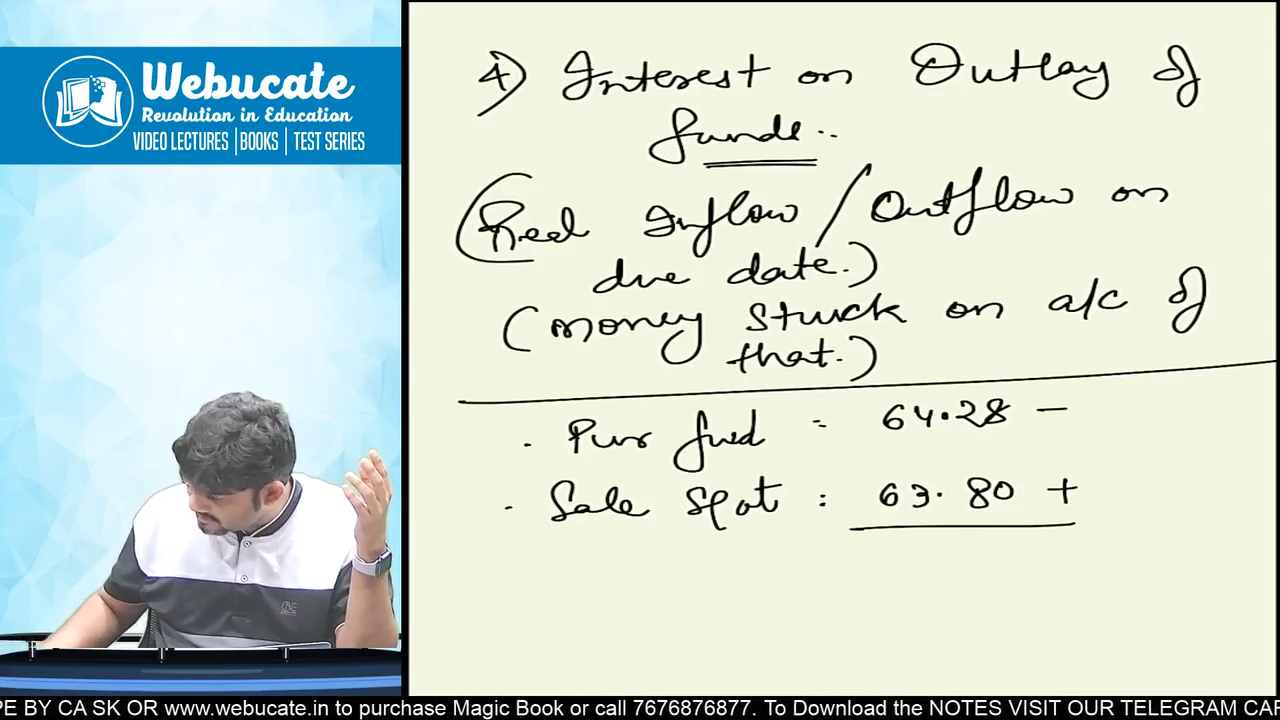 Webucate
Revolution in Education
VIDEO LECTURES | BOOKS | TEST SERIES
4) Interest on Outlay of
funds..
(Real Inflow / Outflow on
due date.)
(Money stuck on a/c of
that.)
. Pur fwd = 64.28 -
. Sale Spot : 63.80 +
PE BY CA SK OR www.webucate.in to purchase Magic Book or call 7676876877. To Download the NOTES VISIT OUR TELEGRAM CA